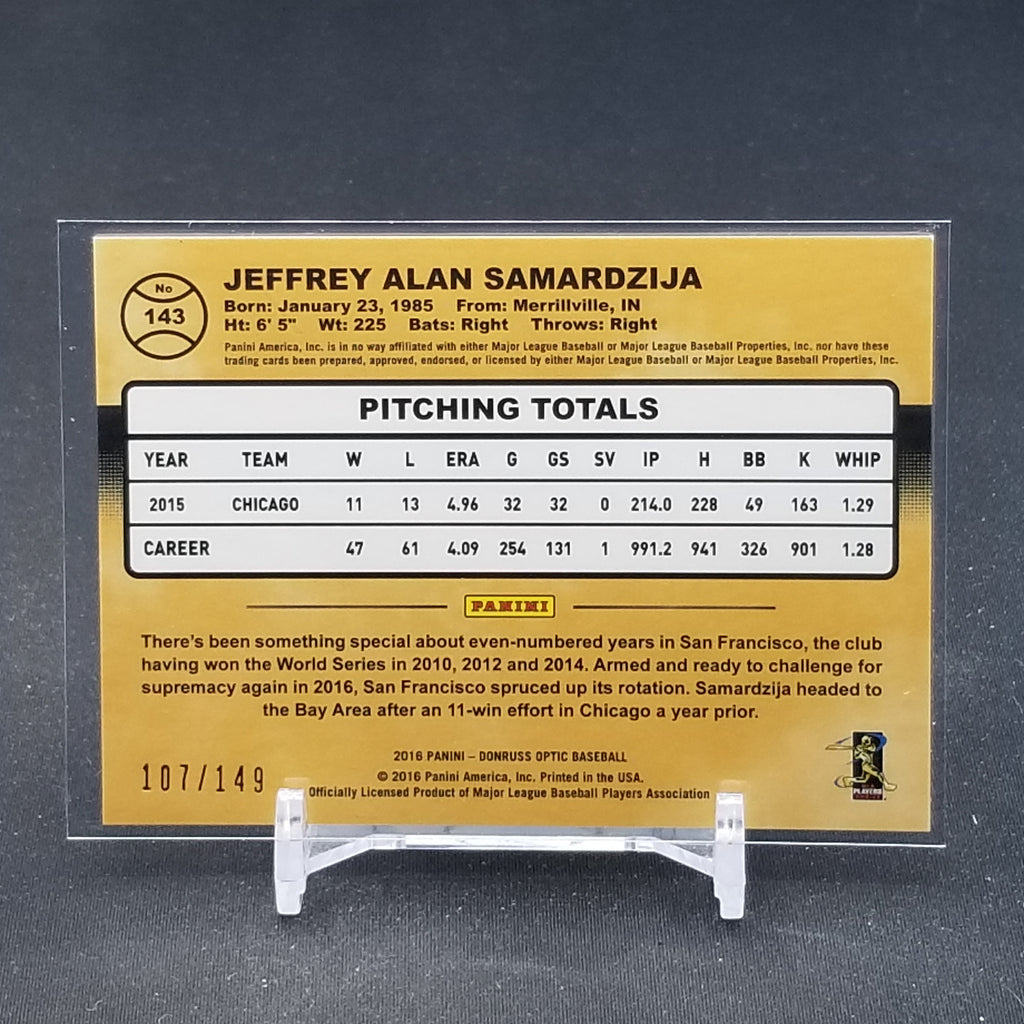 No
143
JEFFREY ALAN SAMARDZIJA
Born: January 23, 1985 From: Merrillville, IN
Ht: 6' 5" Wt: 225 Bats: Right Throws: Right
Panini America, Inc. is in no way affiliated with either Major League Baseball or Major League Baseball Properties, Inc. nor have these
trading cards been prepared, approved, endorsed, or licensed by either Major League Baseball or Major League Baseball Properties, Inc.
PITCHING TOTALS
YEAR TEAM W L ERA G GS SV IP H BB K WHIP
2015 CHICAGO 11 13 4.96 32 32 0 214.0 228 49 163 1.29
CAREER 47 61 4.09 254 131 1 991.2 941 326 901 1.28
PANINI
There's been something special about even-numbered years in San Francisco, the club
having won the World Series in 2010, 2012 and 2014. Armed and ready to challenge for
supremacy again in 2016, San Francisco spruced up its rotation. Samardzija headed to
the Bay Area after an 11-win effort in Chicago a year prior.
107/149
2016 PANINI – DONRUSS OPTIC BASEBALL
© 2016 Panini America, Inc. Printed in the USA.
Officially Licensed Product of Major League Baseball Players Association
PLAYERS